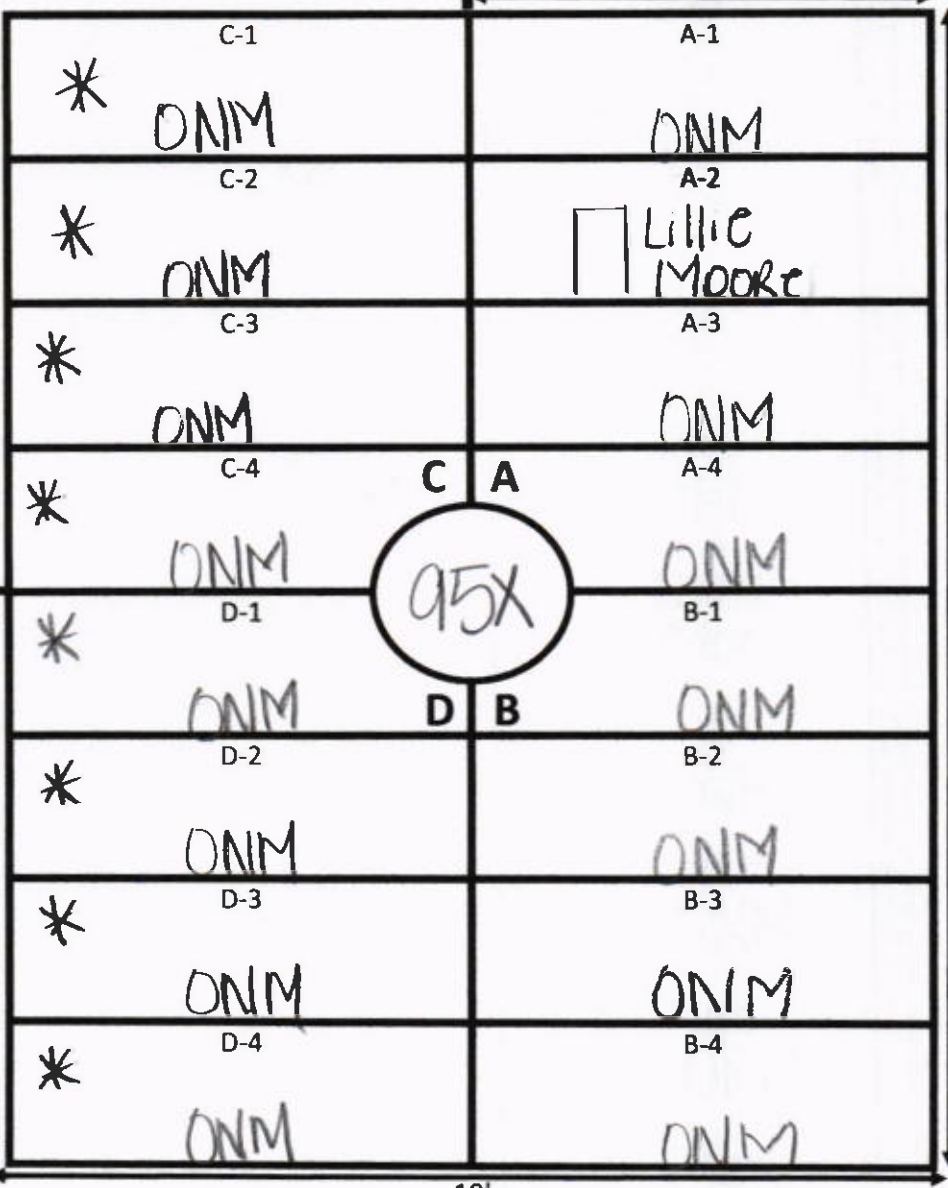 C-1
A-1
* ONM
ONM
C-2
A-2
* ONM
Lillie
Moore
C-3
A-3
* ONM
ONM
C-4
C A
A-4
* ONM
ONM
95X
D-1
B-1
* ONM
ONM
D B
D-2
B-2
* ONM
ONM
D-3
B-3
* ONM
ONM
D-4
B-4
* ONM
ONM